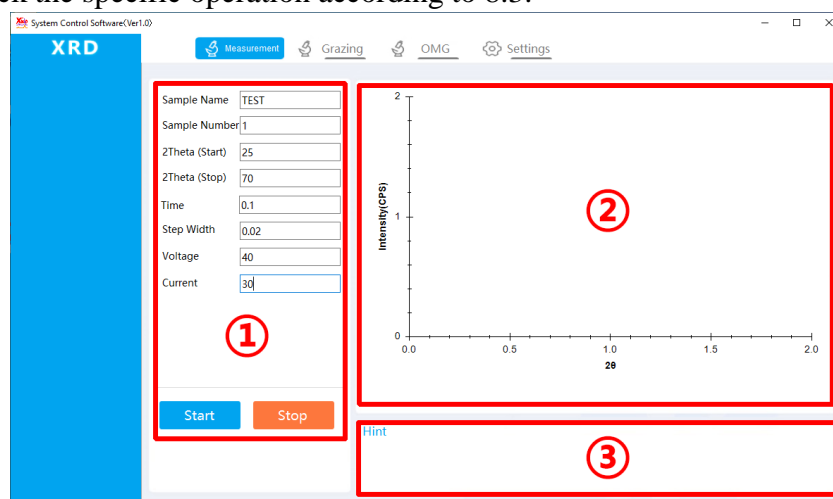 ck the specific operation according to 8.3.
System Control Software(Ver1.0)
XRD
Measurement
Grazing
OMG
Settings
Sample Name TEST
Sample Number 1
2Theta (Start) 25
2Theta (Stop) 70
Time 0.1
Step Width 0.02
Voltage 40
Current 30
①
Start Stop
2
1
0
Intensity(CPS)
②
0.0 0.5 1.0 1.5 2.0
2θ
Hint
③